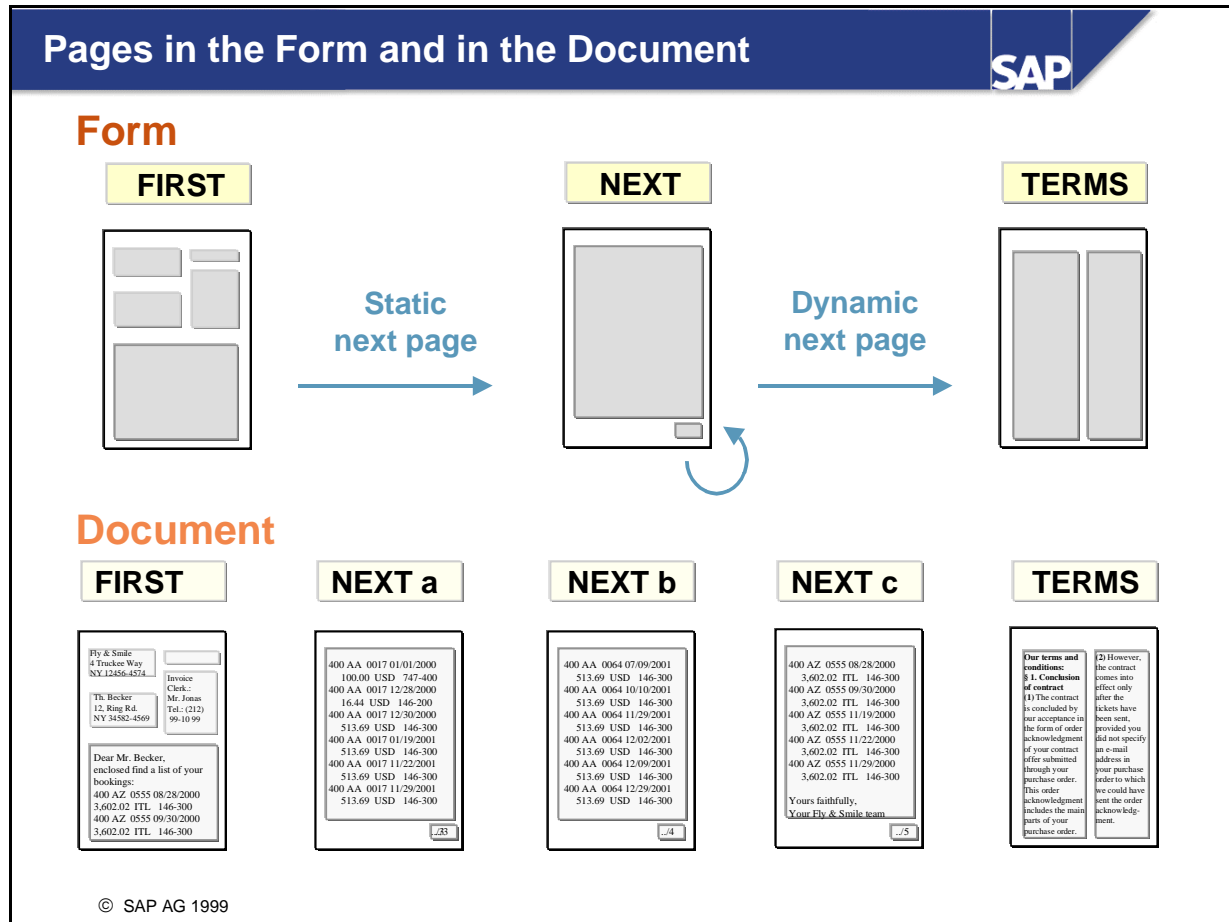 Pages in the Form and in the Document
SAP
Form
FIRST
NEXT
TERMS
Static
next page
Dynamic
next page
Document
FIRST
NEXT a
NEXT b
NEXT c
TERMS
Fly & Smile
4 Truckee Way
NY 12456-4574
Th. Becker
12, Ring Rd.
NY 34582-4569
Invoice
Clerk.:
Mr. Jonas
Tel.: (212)
99-10 99
Dear Mr. Becker,
enclosed find a list of your
bookings:
400 AZ 0555 08/28/2000
3,602.02 ITL 146-300
400 AZ 0555 09/30/2000
3,602.02 ITL 146-300
400 AA 0017 01/01/2000
100.00 USD 747-400
400 AA 0017 12/28/2000
16.44 USD 146-200
400 AA 0017 12/30/2000
513.69 USD 146-300
400 AA 0017 01/19/2001
513.69 USD 146-300
400 AA 0017 11/22/2001
513.69 USD 146-300
400 AA 0017 11/29/2001
513.69 USD 146-300
../33
400 AA 0064 07/09/2001
513.69 USD 146-300
400 AA 0064 10/10/2001
513.69 USD 146-300
400 AA 0064 11/29/2001
513.69 USD 146-300
400 AA 0064 12/02/2001
513.69 USD 146-300
400 AA 0064 12/09/2001
513.69 USD 146-300
400 AA 0064 12/29/2001
513.69 USD 146-300
../4
400 AZ 0555 08/28/2000
3,602.02 ITL 146-300
400 AZ 0555 09/30/2000
3,602.02 ITL 146-300
400 AZ 0555 11/19/2000
3,602.02 ITL 146-300
400 AZ 0555 11/22/2000
3,602.02 ITL 146-300
400 AZ 0555 11/29/2000
3,602.02 ITL 146-300
Yours faithfully,
Your Fly & Smile team
../5
Our terms and
conditions:
§ 1. Conclusion
of contract
(1) The contract
is concluded by
our acceptance in
the form of order
acknowledgment
of your contract
offer submitted
through your
purchase order.
This order
acknowledgment
includes the main
parts of your
purchase order.
(2) However,
the contract
comes into
effect only
after the
tickets have
been sent,
provided you
did not specify
an e-mail
address in
your purchase
order to which
we could have
sent the order
acknowledg-
ment.
© SAP AG 1999